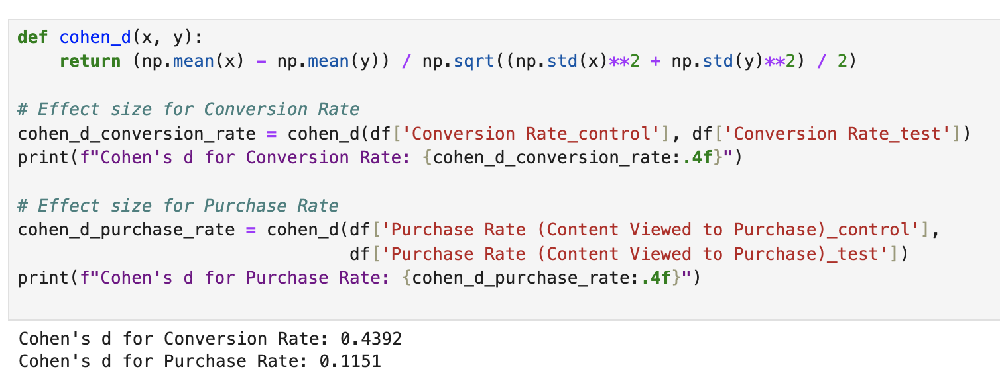 def cohen_d(x, y):
    return (np.mean(x) - np.mean(y)) / np.sqrt((np.std(x)**2 + np.std(y)**2) / 2)

# Effect size for Conversion Rate
cohen_d_conversion_rate = cohen_d(df['Conversion Rate_control'], df['Conversion Rate_test'])
print(f"Cohen's d for Conversion Rate: {cohen_d_conversion_rate:.4f}")

# Effect size for Purchase Rate
cohen_d_purchase_rate = cohen_d(df['Purchase Rate (Content Viewed to Purchase)_control'],
                                df['Purchase Rate (Content Viewed to Purchase)_test'])
print(f"Cohen's d for Purchase Rate: {cohen_d_purchase_rate:.4f}")

Cohen's d for Conversion Rate: 0.4392
Cohen's d for Purchase Rate: 0.1151